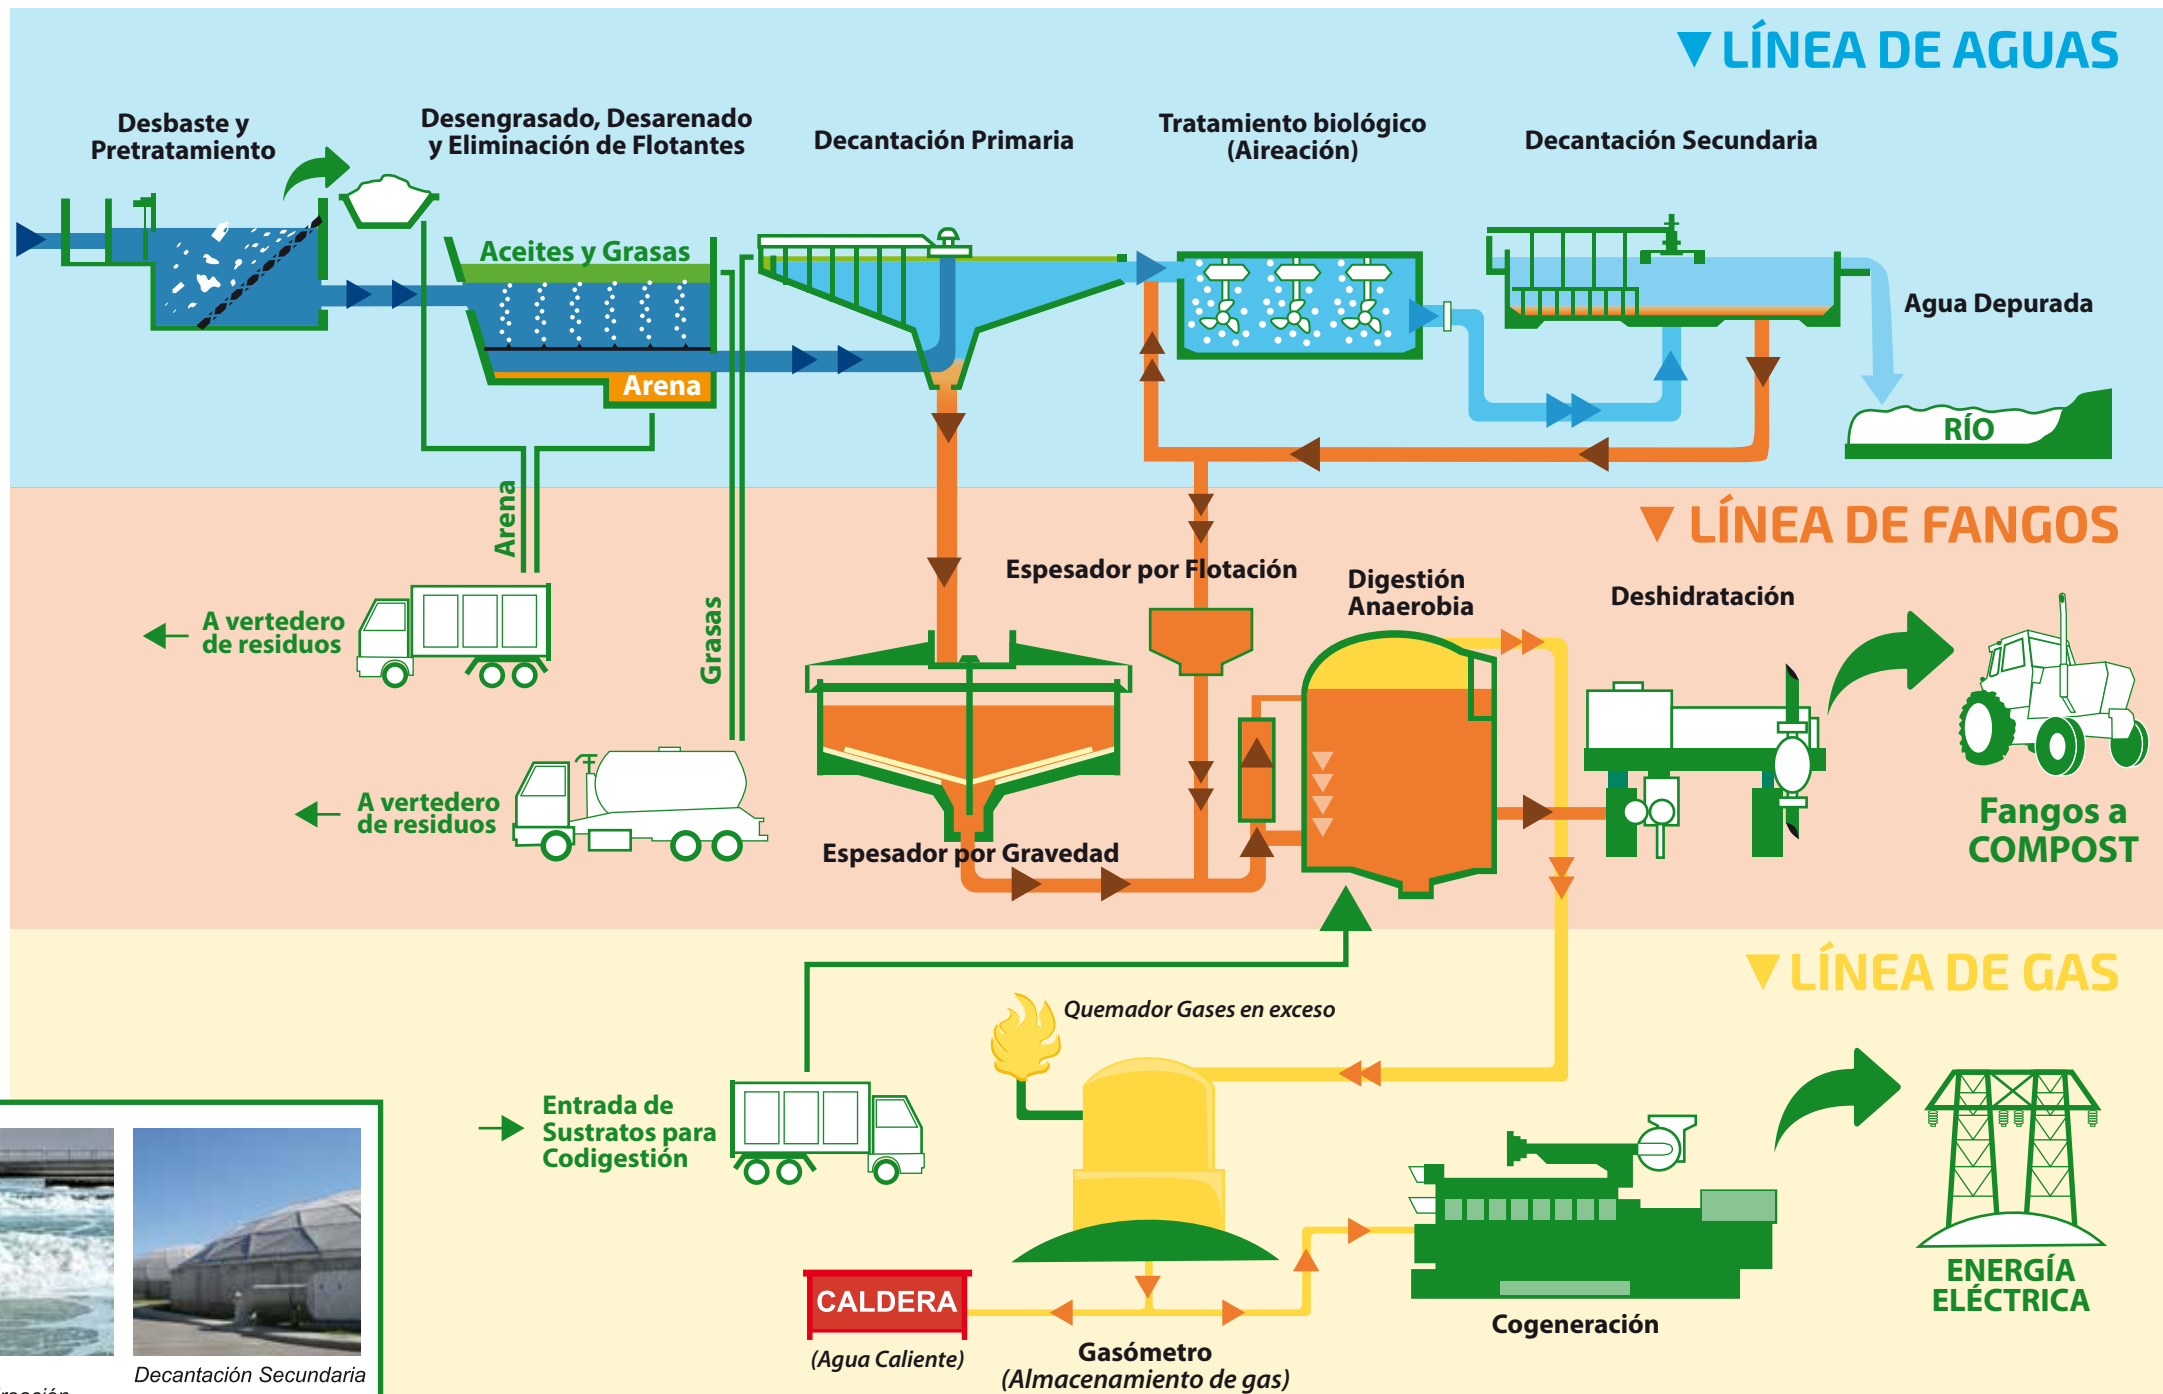 LÍNEA DE AGUAS
Desbaste y
Pretratamiento
Desengrasado, Desarenado
y Eliminación de Flotantes
Decantación Primaria
Tratamiento biológico
(Aireación)
Decantación Secundaria
Aceites y Grasas
Arena
Agua Depurada
RÍO
Arena
Grasas
LÍNEA DE FANGOS
Espesador por Flotación
Digestión
Anaerobia
Deshidratación
A vertedero
de residuos
A vertedero
de residuos
Espesador por Gravedad
Fangos a
COMPOST
LÍNEA DE GAS
Quemador Gases en exceso
Entrada de
Sustratos para
Codigestión
CALDERA
(Agua Caliente)
Gasómetro
(Almacenamiento de gas)
Cogeneración
ENERGÍA
ELÉCTRICA
Decantación Secundaria